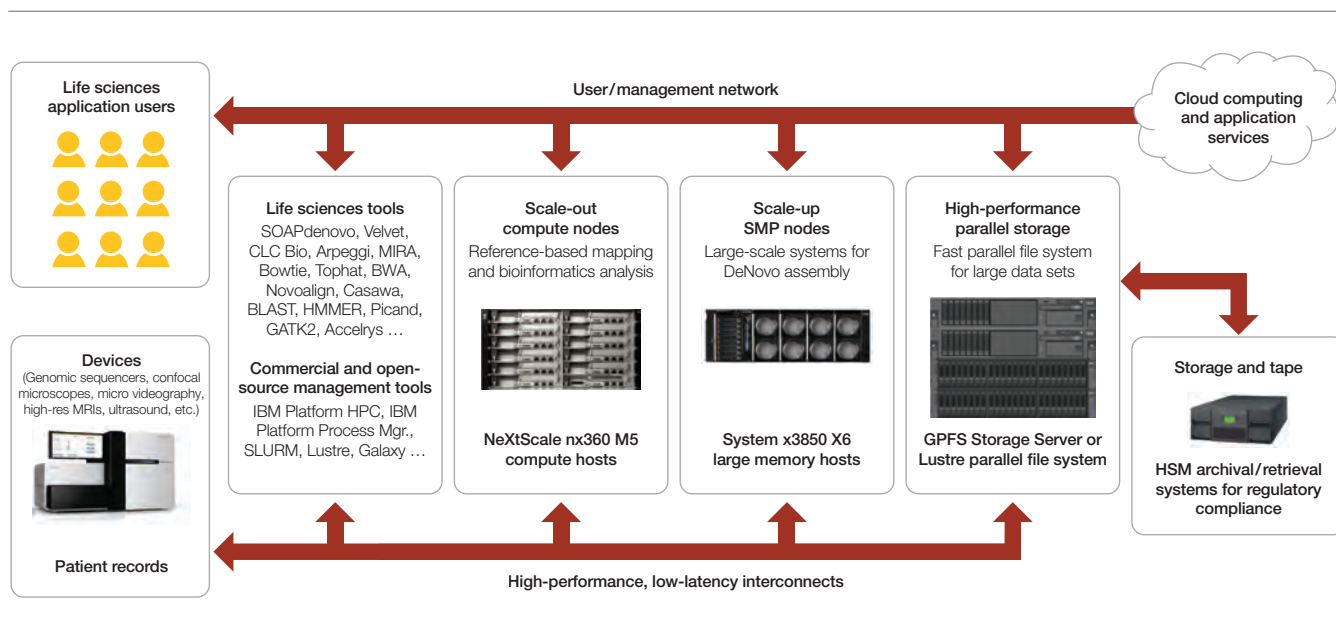 Life sciences
application users
User/management network
Cloud computing
and application
services
Life sciences tools
SOAPdenovo, Velvet,
CLC Bio, Arpeggi, MIRA,
Bowtie, Tophat, BWA,
Novoalign, Casawa,
BLAST, HMMER, Picand,
GATK2, Accelrys ...
Commercial and open-
source management tools
IBM Platform HPC, IBM
Platform Process Mgr.,
SLURM, Lustre, Galaxy ...
Scale-out
compute nodes
Reference-based mapping
and bioinformatics analysis
NeXtScale nx360 M5
compute hosts
Scale-up
SMP nodes
Large-scale systems for
DeNovo assembly
System x3850 X6
large memory hosts
High-performance
parallel storage
Fast parallel file system
for large data sets
GPFS Storage Server or
Lustre parallel file system
Devices
(Genomic sequencers, confocal
microscopes, micro videography,
high-res MRIs, ultrasound, etc.)
Patient records
Storage and tape
HSM archival/retrieval
systems for regulatory
compliance
High-performance, low-latency interconnects